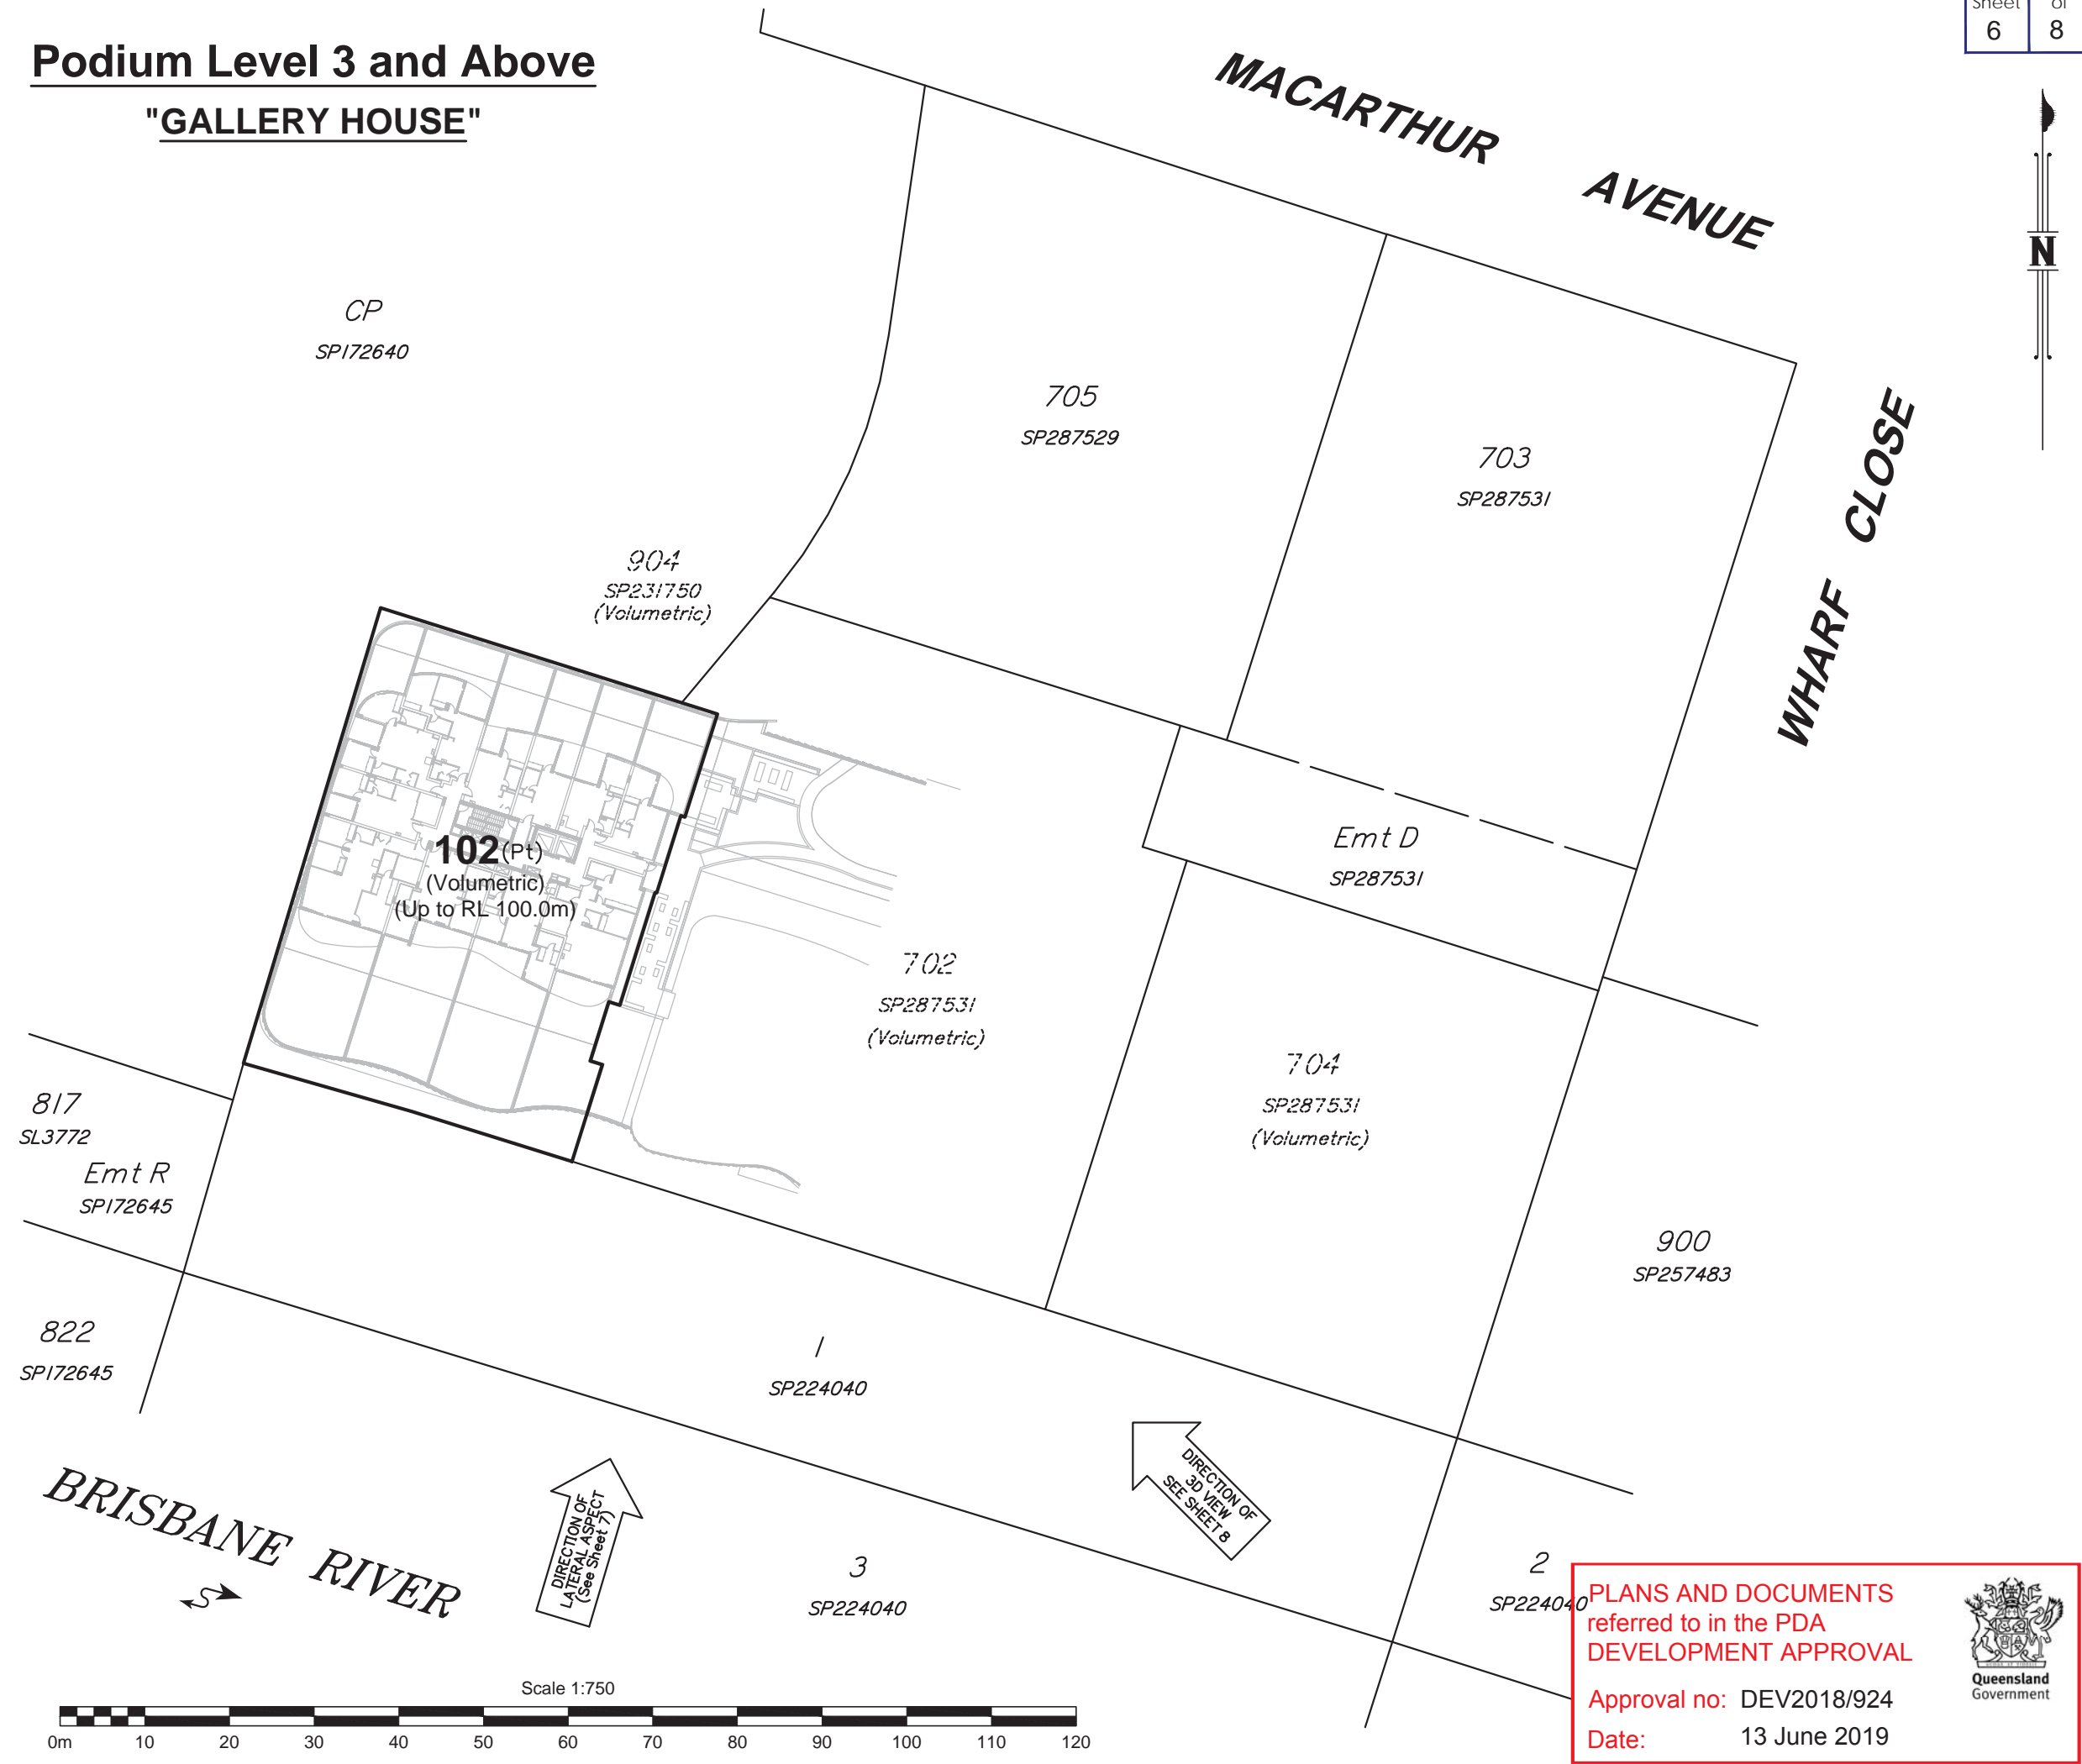 Sheet of
6 8
Podium Level 3 and Above
"GALLERY HOUSE"
MACARTHUR AVENUE
N
CP
SP172640
705
SP287529
703
SP287531
WHARF CLOSE
904
SP231750
(Volumetric)
102(Pt)
(Volumetric)
(Up to RL 100.0m)
Emt D
SP287531
702
SP287531
(Volumetric)
704
SP287531
(Volumetric)
817
SL3772
Emt R
SP172645
900
SP257483
822
SP172645
1
SP224040
BRISBANE RIVER
DIRECTION OF
LATERAL ASPECT
(See Sheet 7)
DIRECTION OF
3D VIEW
SEE SHEET 8
3
SP224040
2
SP224040
Scale 1:750
0m 10 20 30 40 50 60 70 80 90 100 110 120
PLANS AND DOCUMENTS
referred to in the PDA
DEVELOPMENT APPROVAL
Queensland
Government
Approval no: DEV2018/924
Date: 13 June 2019